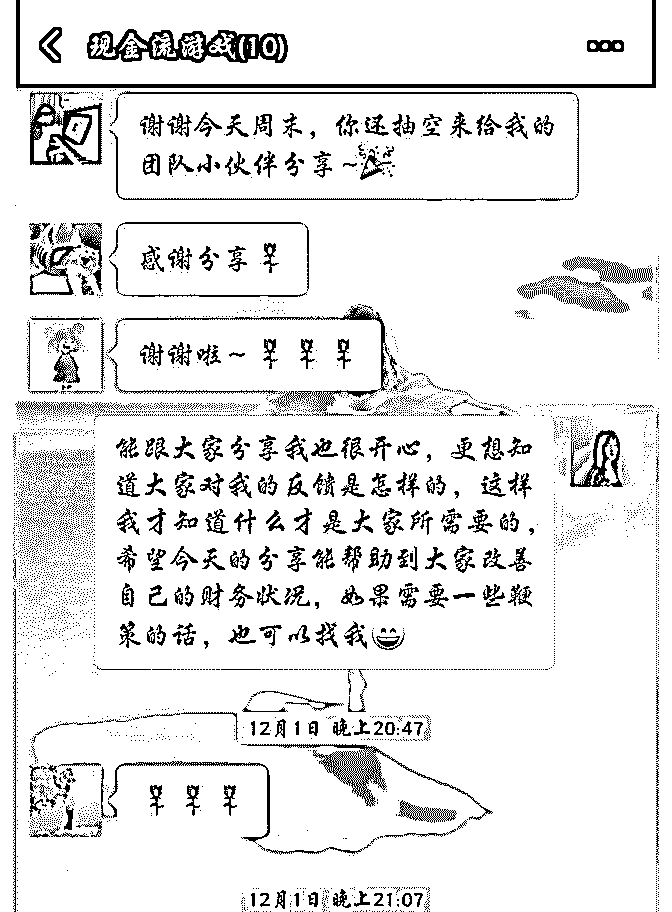 现金流游戏(10)
谢谢今天周末，你还抽空来给我的
团队小伙伴分享~
感谢分享
谢谢啦~
能跟大家分享我也很开心，更想知
道大家对我的反馈是怎样的，这样
我才知道什么才是大家所需要的，
希望今天的分享能帮助到大家改善
自己的财务状况，如果需要一些鞭
策的话，也可以找我
12月1日 晚上20:47
12月1日 晚上21:07